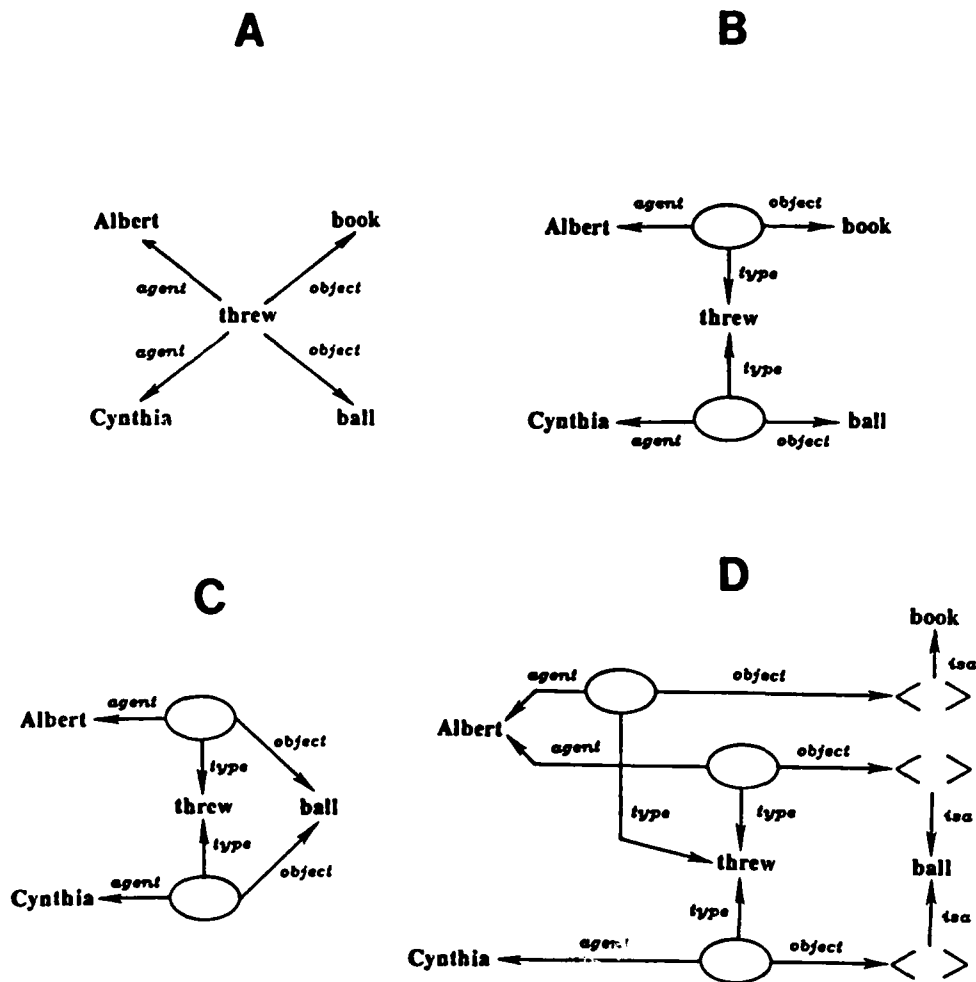 A
Albert book
agent object
threw
agent object
Cynthia ball
B
agent object
Albert book
type
threw
type
Cynthia ball
agent object
C
agent
Albert object
type
threw ball
type
agent object
Cynthia
D
book
isa
agent object
Albert
agent object
type type isa
threw ball
type isa
agent object
Cynthia
< >
< >
< >